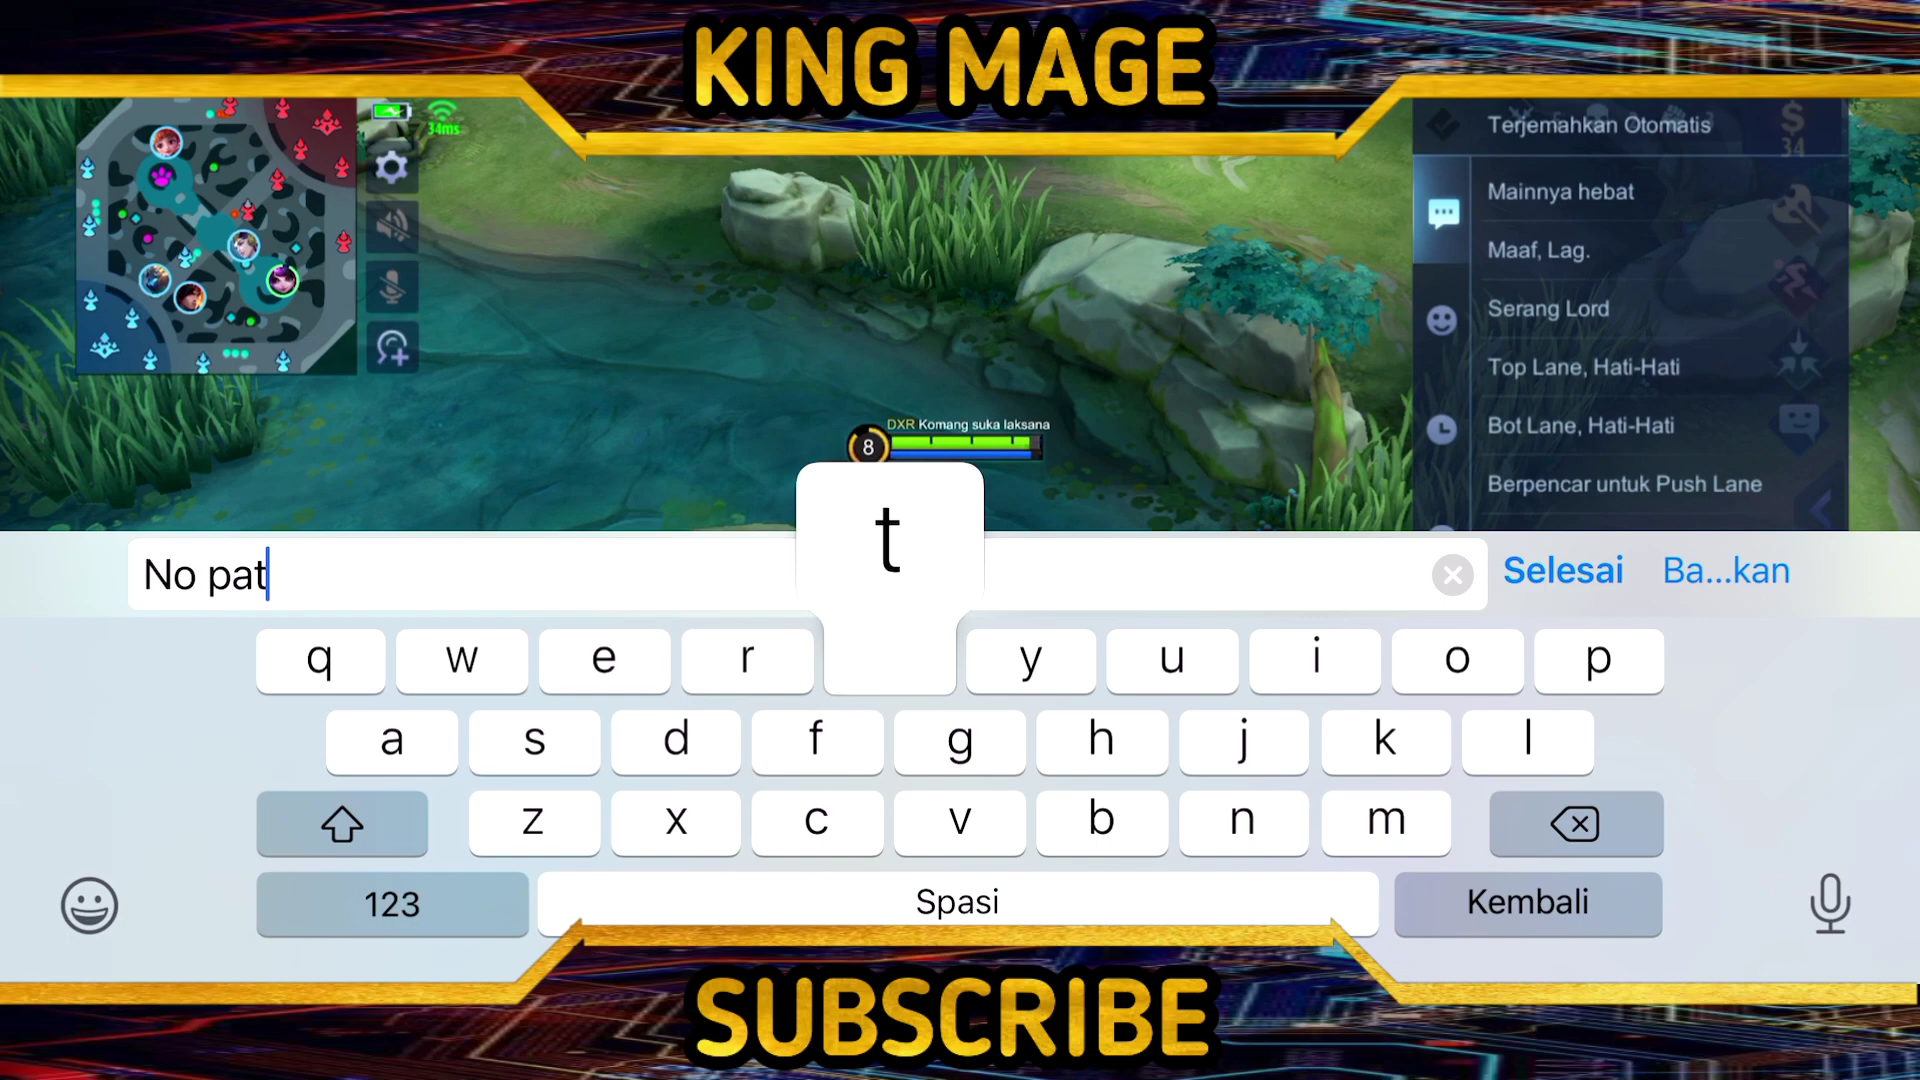 KING MAGE
34ms
Terjemahkan Otomatis
$
34
Mainnya hebat
Maaf, Lag.
Serang Lord
Top Lane, Hati-Hati
Bot Lane, Hati-Hati
Berpencar untuk Push Lane
DXR Komang suka laksana
8
t
No pat
Selesai
Ba...kan
q w e r y u i o p
a s d f g h j k l
z x c v b n m
123
Spasi
Kembali
SUBSCRIBE